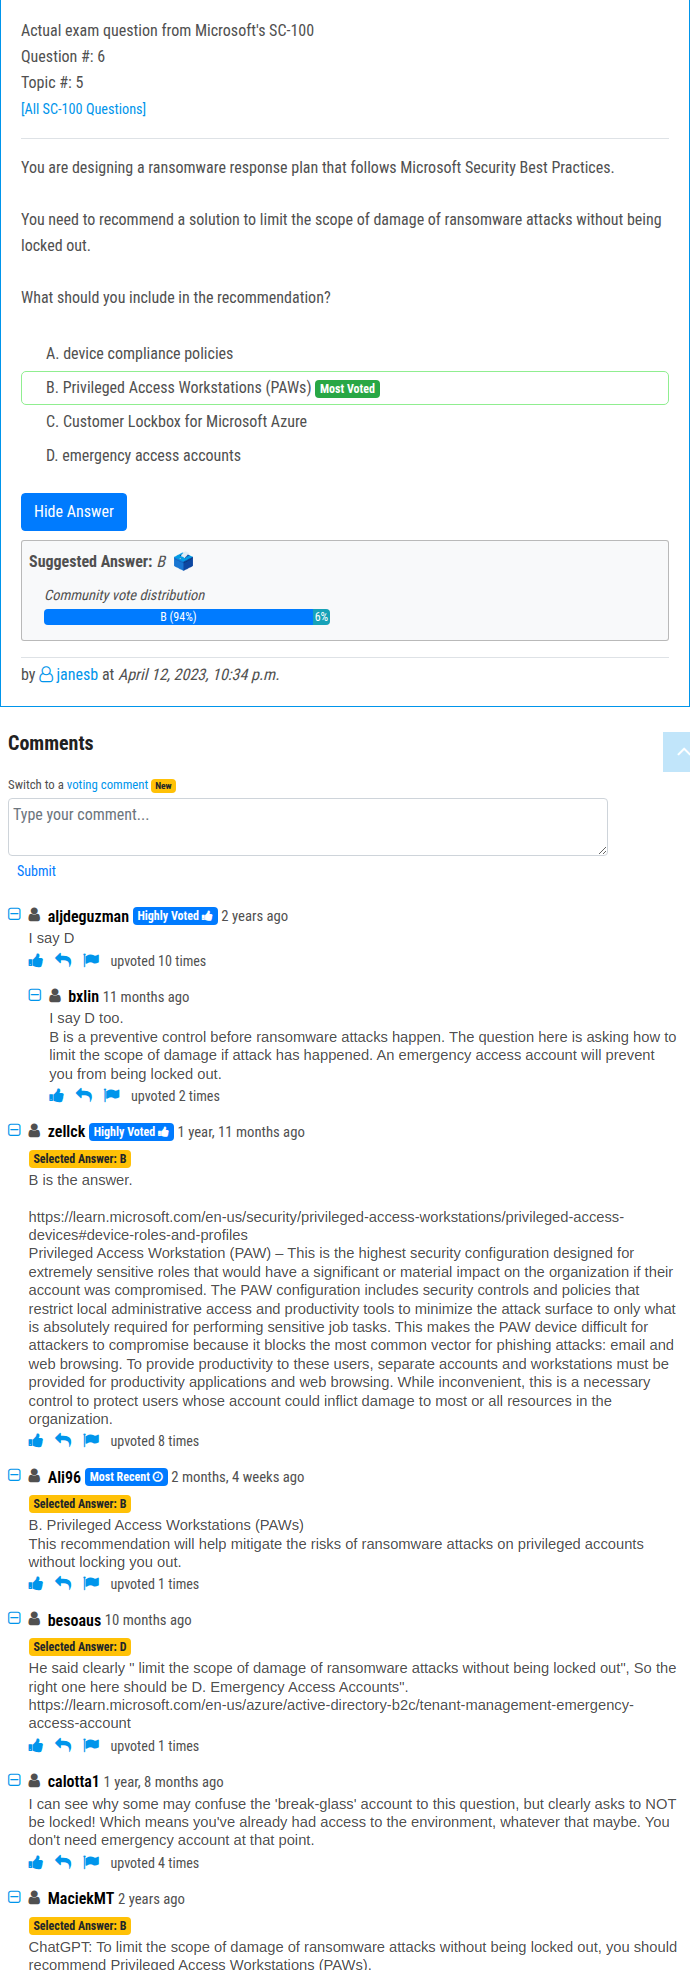 Actual exam question from Microsoft's SC-100
Question #: 6
Topic #: 5
[All SC-100 Questions]
You are designing a ransomware response plan that follows Microsoft Security Best Practices.
You need to recommend a solution to limit the scope of damage of ransomware attacks without being
locked out.
What should you include in the recommendation?
A. device compliance policies
B. Privileged Access Workstations (PAWs) Most Voted
C. Customer Lockbox for Microsoft Azure
D. emergency access accounts
Hide Answer
Suggested Answer: B
Community vote distribution
B (94%) 6%
by janesb at April 12, 2023, 10:34 p.m.
Comments
Switch to a voting comment New
Type your comment...
Submit
aljdeguzman Highly Voted 2 years ago
I say D
upvoted 10 times
bxlin 11 months ago
I say D too.
B is a preventive control before ransomware attacks happen. The question here is asking how to
limit the scope of damage if attack has happened. An emergency access account will prevent
you from being locked out.
upvoted 2 times
zellck Highly Voted 1 year, 11 months ago
Selected Answer: B
B is the answer.
https://learn.microsoft.com/en-us/security/privileged-access-workstations/privileged-access-
devices#device-roles-and-profiles
Privileged Access Workstation (PAW) – This is the highest security configuration designed for
extremely sensitive roles that would have a significant or material impact on the organization if their
account was compromised. The PAW configuration includes security controls and policies that
restrict local administrative access and productivity tools to minimize the attack surface to only what
is absolutely required for performing sensitive job tasks. This makes the PAW device difficult for
attackers to compromise because it blocks the most common vector for phishing attacks: email and
web browsing. To provide productivity to these users, separate accounts and workstations must be
provided for productivity applications and web browsing. While inconvenient, this is a necessary
control to protect users whose account could inflict damage to most or all resources in the
organization.
upvoted 8 times
Ali96 Most Recent 2 months, 4 weeks ago
Selected Answer: B
B. Privileged Access Workstations (PAWs)
This recommendation will help mitigate the risks of ransomware attacks on privileged accounts
without locking you out.
upvoted 1 times
besoaus 10 months ago
Selected Answer: D
He said clearly " limit the scope of damage of ransomware attacks without being locked out", So the
right one here should be D. Emergency Access Accounts".
https://learn.microsoft.com/en-us/azure/active-directory-b2c/tenant-management-emergency-
access-account
upvoted 1 times
calotta1 1 year, 8 months ago
I can see why some may confuse the 'break-glass' account to this question, but clearly asks to NOT
be locked! Which means you've already had access to the environment, whatever that maybe. You
don't need emergency account at that point.
upvoted 4 times
MaciekMT 2 years ago
Selected Answer: B
ChatGPT: To limit the scope of damage of ransomware attacks without being locked out, you should
recommend Privileged Access Workstations (PAWs).